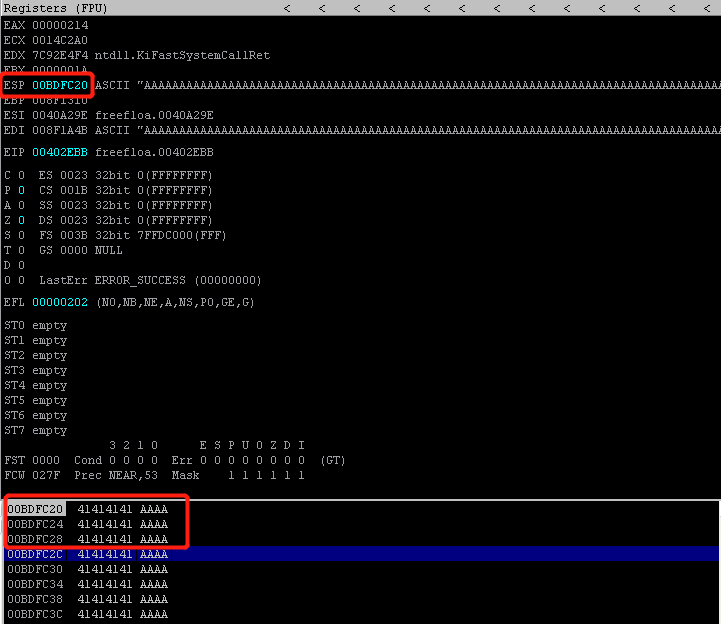 Registers (FPU) < < < < < < < < < < < < <
EAX 00000214
ECX 0014C2A0
EDX 7C92E4F4 ntdll.KiFastSystemCallRet
EBX 0000001A
ESP 00BDFC20 ASCII "AAAAAAAAAAAAAAAAAAAAAAAAAAAAAAAAAAAAAAAAAAAAAAAAAAAAAAAAAAAAAAAAAAAAAAAAAAAAAAAAAAAA
EBP 008F1310
ESI 0040A29E freefloa.0040A29E
EDI 008F1A4B ASCII "AAAAAAAAAAAAAAAAAAAAAAAAAAAAAAAAAAAAAAAAAAAAAAAAAAAAAAAAAAAAAAAAAAAAAAAAAAAAAAAAAAAA
EIP 00402EBB freefloa.00402EBB
C 0 ES 0023 32bit 0(FFFFFFFF)
P 0 CS 001B 32bit 0(FFFFFFFF)
A 0 SS 0023 32bit 0(FFFFFFFF)
Z 0 DS 0023 32bit 0(FFFFFFFF)
S 0 FS 003B 32bit 7FFDC000(FFF)
T 0 GS 0000 NULL
D 0
O 0 LastErr ERROR_SUCCESS (00000000)
EFL 00000202 (NO,NB,NE,A,NS,PO,GE,G)
ST0 empty
ST1 empty
ST2 empty
ST3 empty
ST4 empty
ST5 empty
ST6 empty
ST7 empty
3 2 1 0 E S P U O Z D I
FST 0000 Cond 0 0 0 0 Err 0 0 0 0 0 0 0 0 (GT)
FCW 027F Prec NEAR,53 Mask 1 1 1 1 1 1
00BDFC20 41414141 AAAA
00BDFC24 41414141 AAAA
00BDFC28 41414141 AAAA
00BDFC2C 41414141 AAAA
00BDFC30 41414141 AAAA
00BDFC34 41414141 AAAA
00BDFC38 41414141 AAAA
00BDFC3C 41414141 AAAA